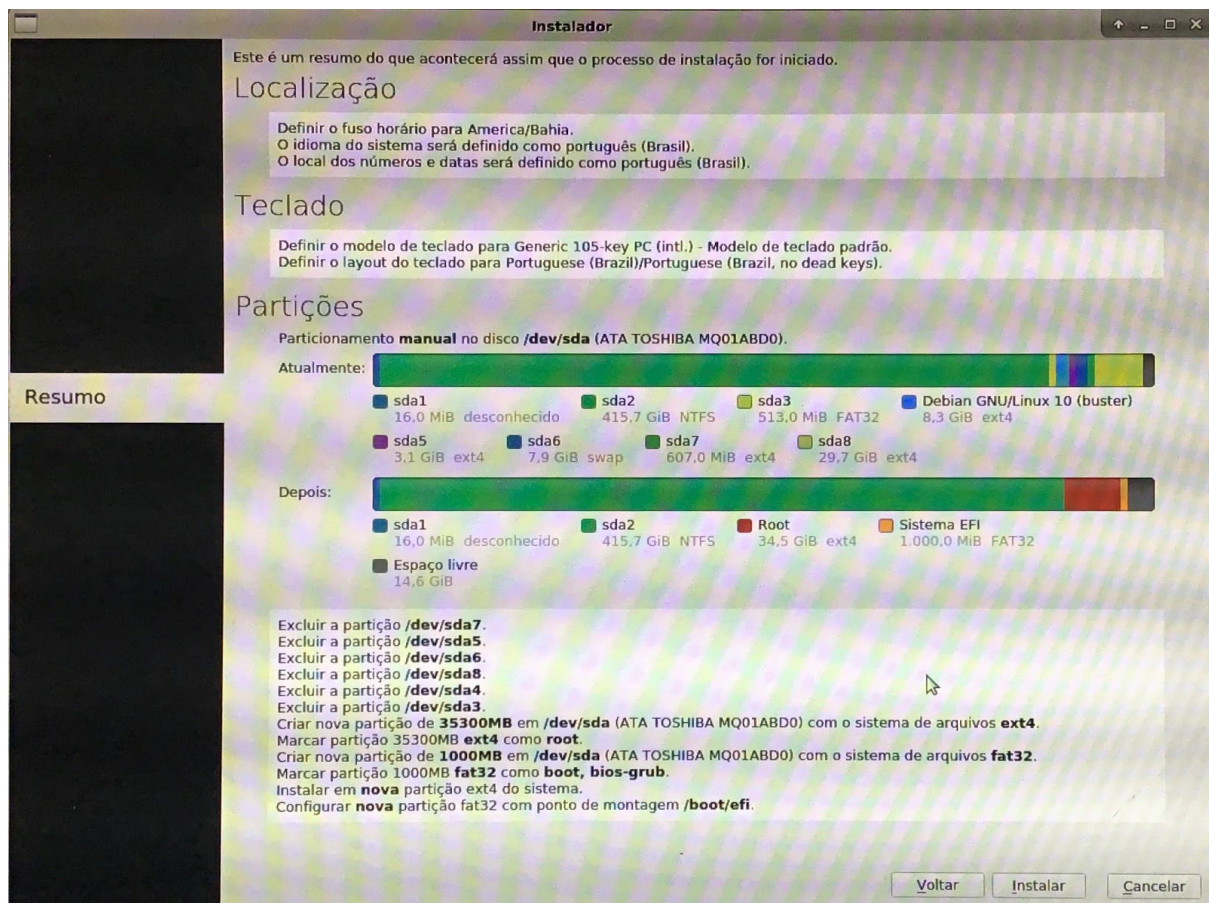 Instalador
Este é um resumo do que acontecerá assim que o processo de instalação for iniciado.
Localização
Definir o fuso horário para America/Bahia.
O idioma do sistema será definido como português (Brasil).
O local dos números e datas será definido como português (Brasil).
Teclado
Definir o modelo de teclado para Generic 105-key PC (intl.) - Modelo de teclado padrão.
Definir o layout do teclado para Portuguese (Brazil)/Portuguese (Brazil, no dead keys).
Partições
Particionamento manual no disco /dev/sda (ATA TOSHIBA MQ01ABD0).
Atualmente:
sda1 sda2 sda3 Debian GNU/Linux 10 (buster)
16,0 MiB desconhecido 415,7 GiB NTFS 513,0 MiB FAT32 8,3 GiB ext4
sda5 sda6 sda7 sda8
3,1 GiB ext4 7,9 GiB swap 607,0 MiB ext4 29,7 GiB ext4
Resumo
Depois:
sda1 sda2 Root Sistema EFI
16,0 MiB desconhecido 415,7 GiB NTFS 34,5 GiB ext4 1.000,0 MiB FAT32
Espaço livre
14,6 GiB
Excluir a partição /dev/sda7.
Excluir a partição /dev/sda5.
Excluir a partição /dev/sda6.
Excluir a partição /dev/sda8.
Excluir a partição /dev/sda4.
Excluir a partição /dev/sda3.
Criar nova partição de 35300MB em /dev/sda (ATA TOSHIBA MQ01ABD0) com o sistema de arquivos ext4.
Marcar partição 35300MB ext4 como root.
Criar nova partição de 1000MB em /dev/sda (ATA TOSHIBA MQ01ABD0) com o sistema de arquivos fat32.
Marcar partição 1000MB fat32 como boot, bios-grub.
Instalar em nova partição ext4 do sistema.
Configurar nova partição fat32 com ponto de montagem /boot/efi.
Voltar Instalar Cancelar